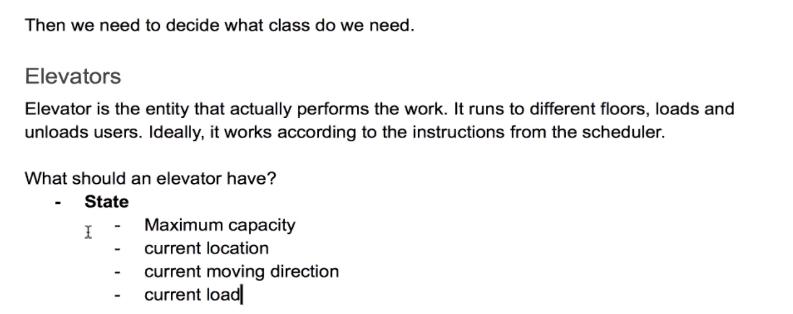 Then we need to decide what class do we need.
Elevators
Elevator is the entity that actually performs the work. It runs to different floors, loads and
unloads users. Ideally, it works according to the instructions from the scheduler.
What should an elevator have?
- State
- Maximum capacity
- current location
- current moving direction
- current load